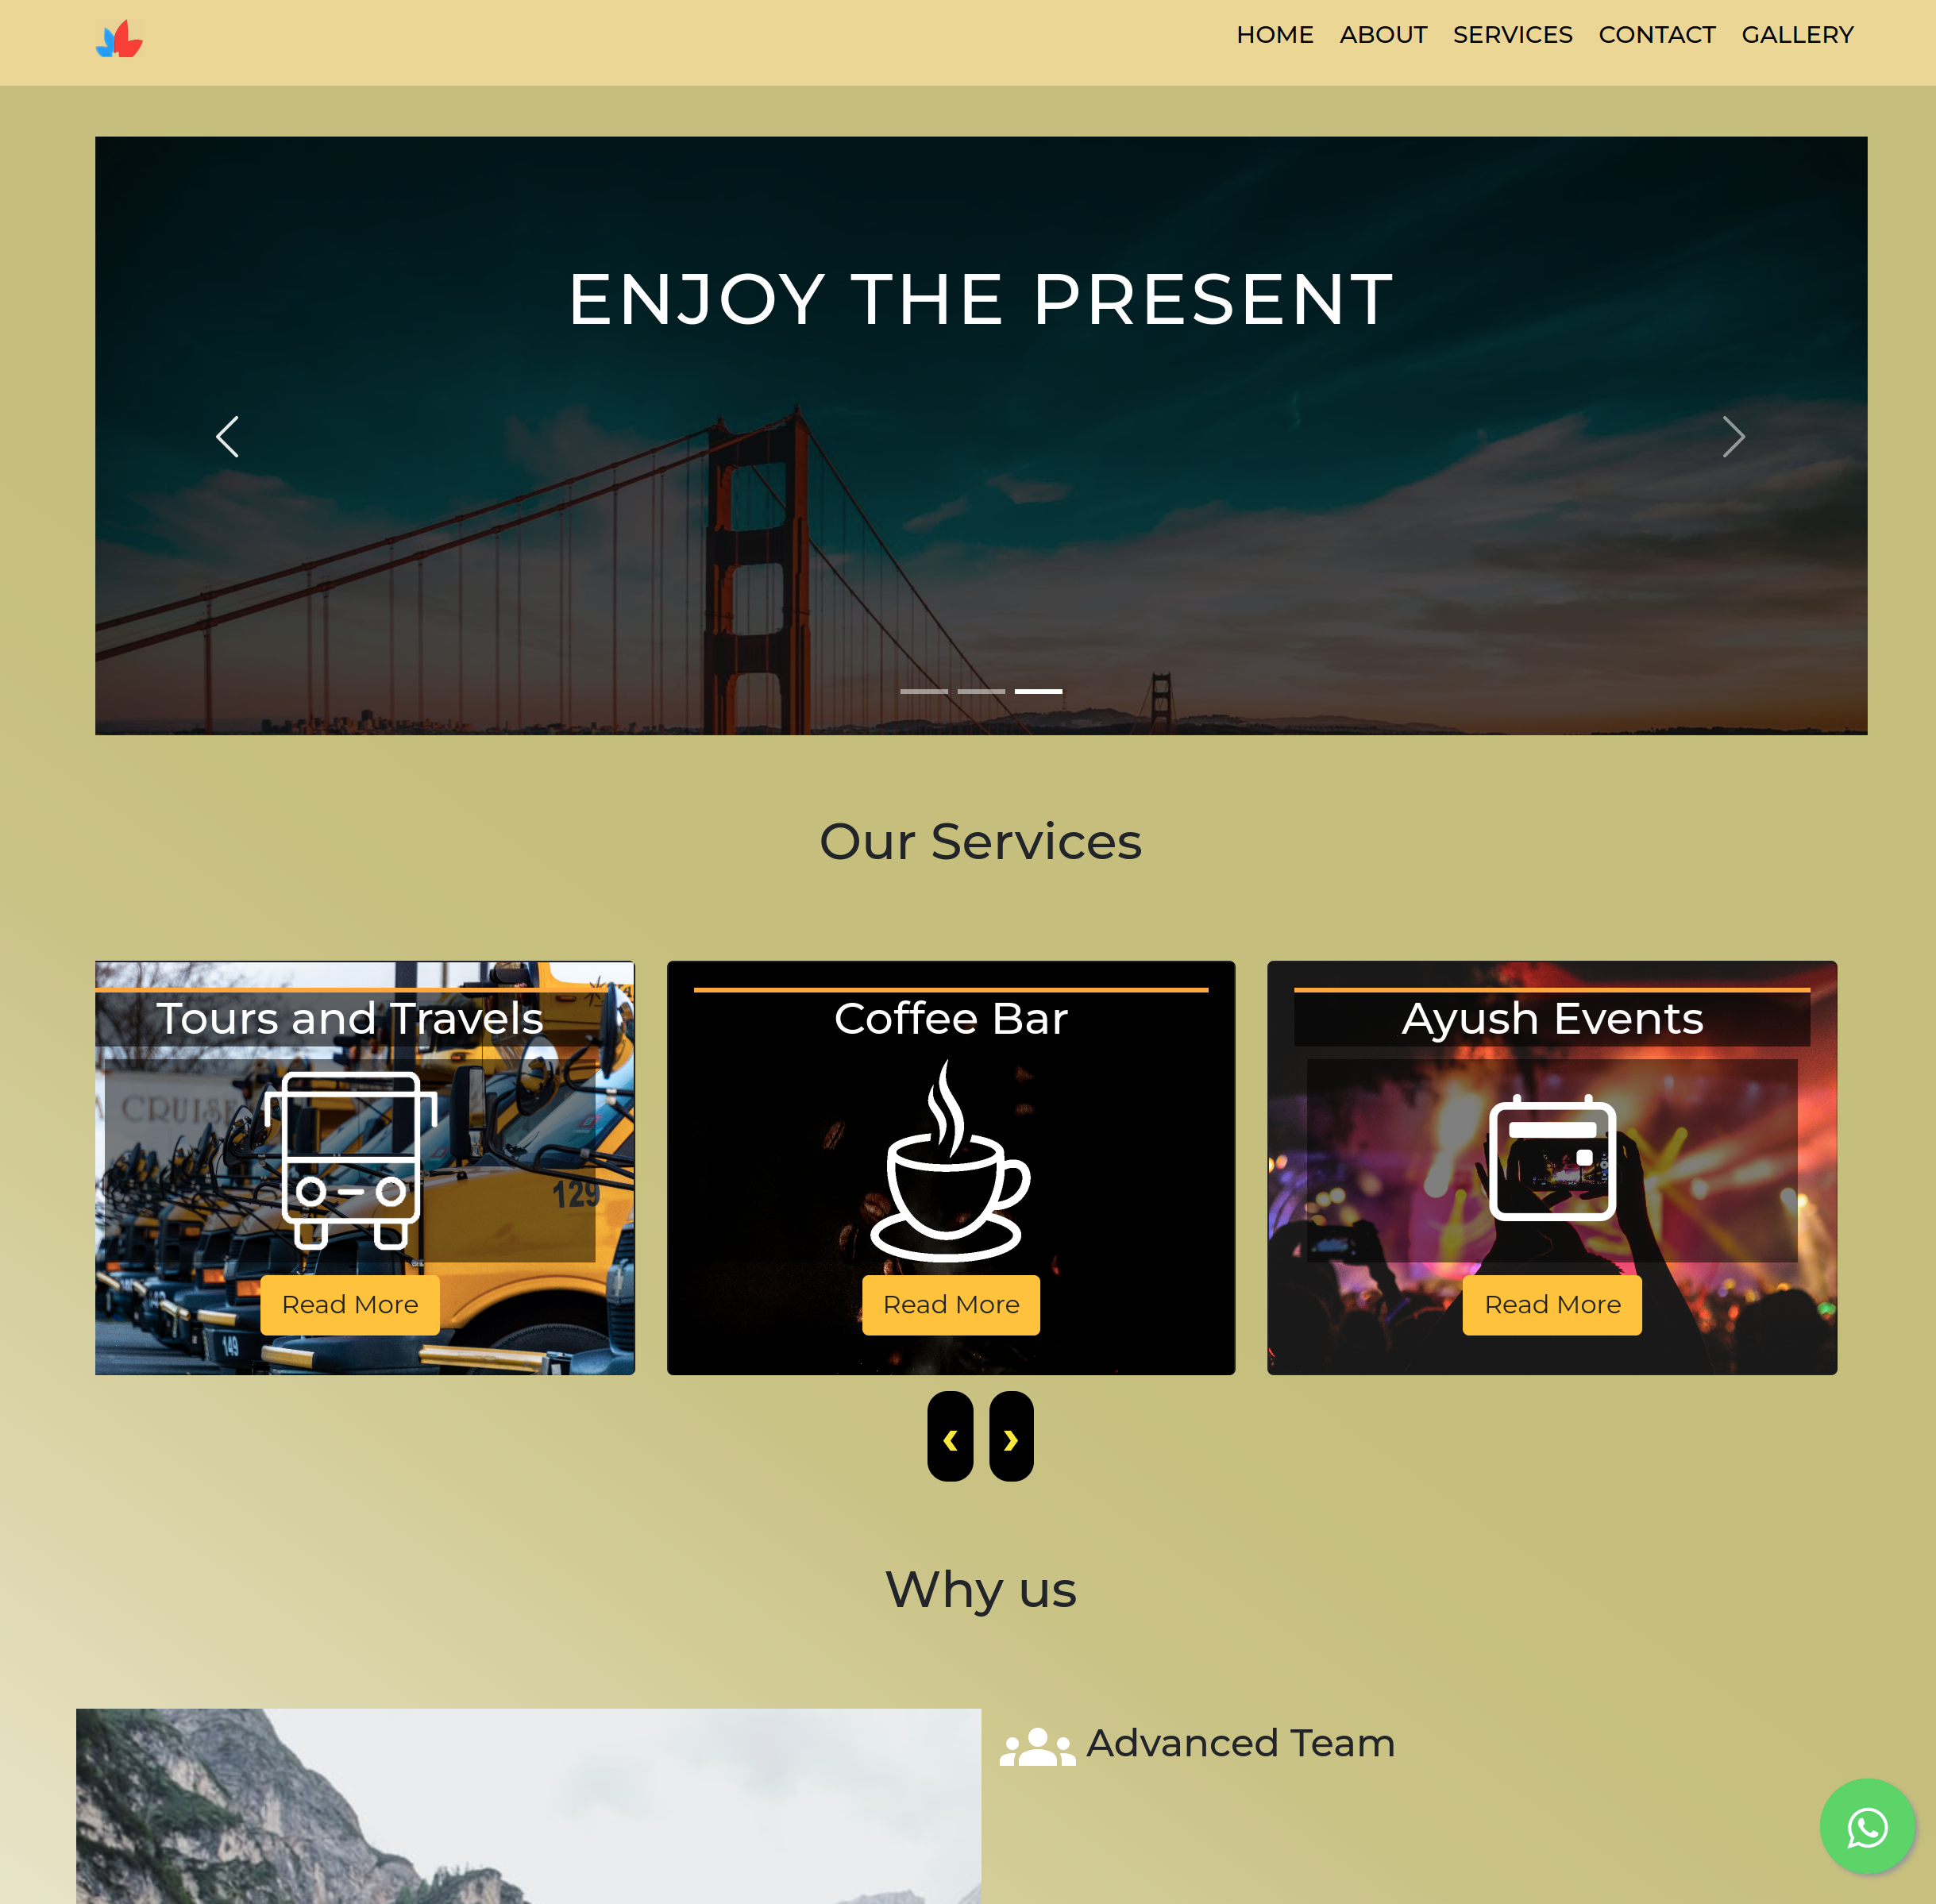 HOME ABOUT SERVICES CONTACT GALLERY
ENJOY THE PRESENT
Our Services
Tours and Travels
Coffee Bar
Ayush Events
CRUISE
129
149
Read More
Read More
Read More
‹ ›
Why us
Advanced Team